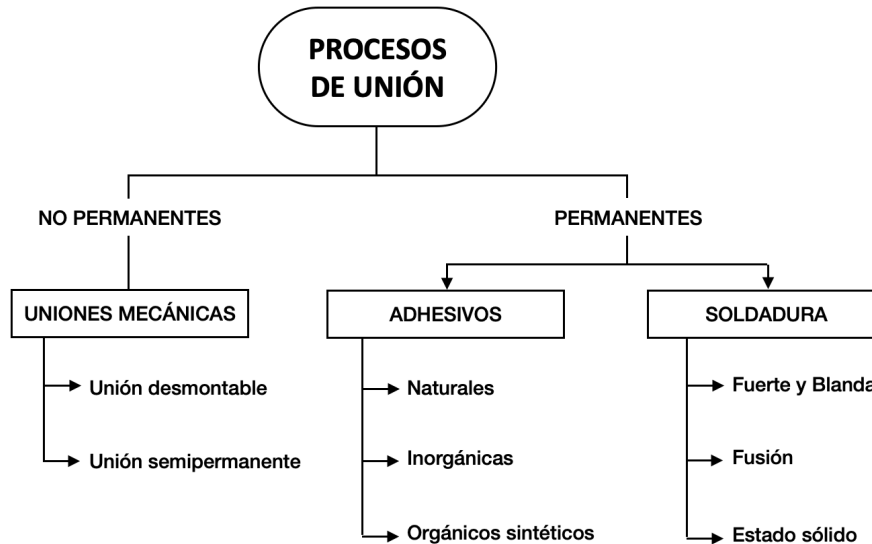 PROCESOS
DE UNIÓN
NO PERMANENTES
PERMANENTES
UNIONES MECÁNICAS
ADHESIVOS
SOLDADURA
Unión desmontable
Naturales
Fuerte y Blanda
Unión semipermanente
Inorgánicas
Fusión
Orgánicos sintéticos
Estado sólido